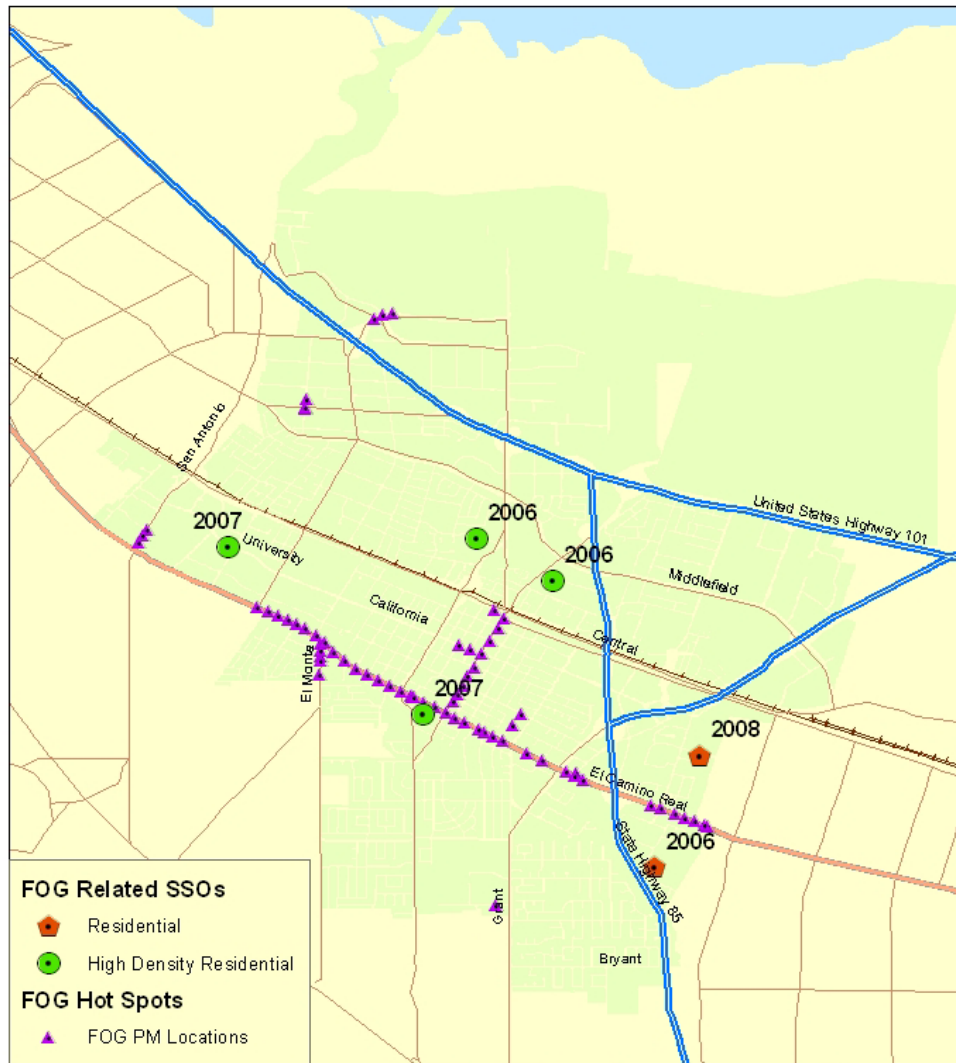 San Antonio
2007
University
2006
2006
United States Highway 101
Middlefield
California
Central
El Monte
2007
2008
El Camino Real
2006
State Highway 85
Grant
Bryant
FOG Related SSOs
Residential
High Density Residential
FOG Hot Spots
FOG PM Locations